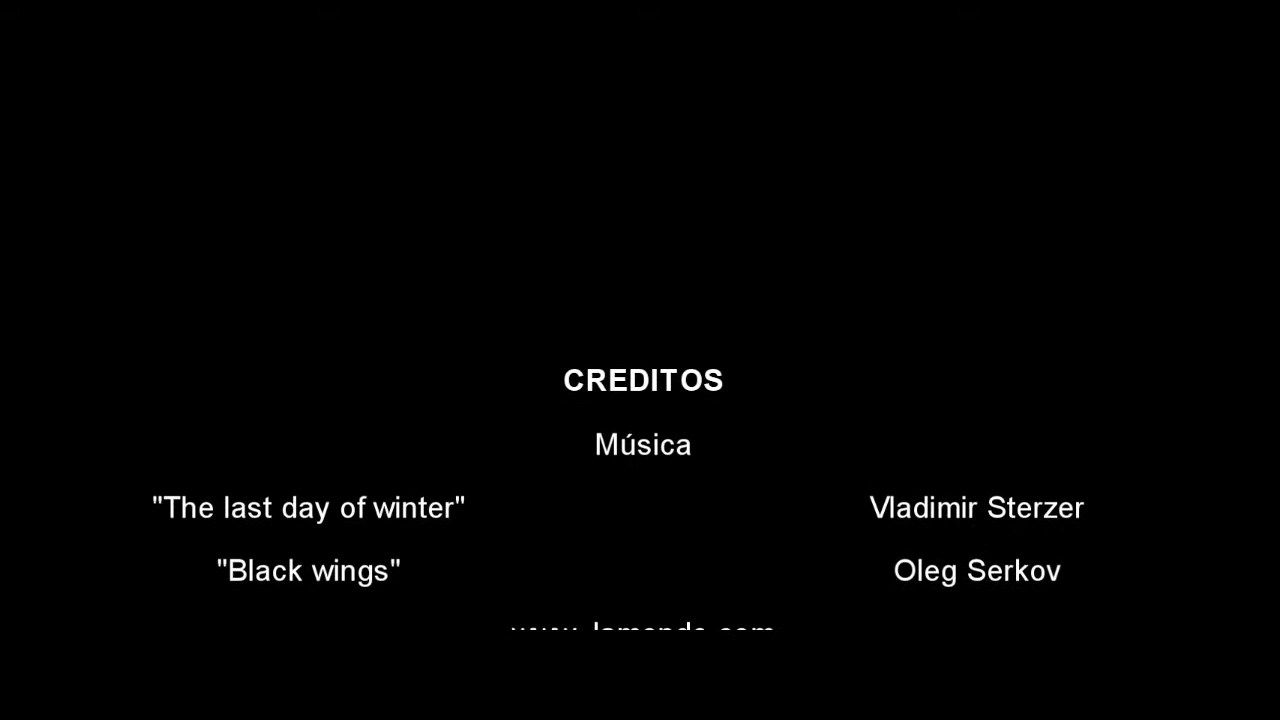 CREDITOS
Música
"The last day of winter" Vladimir Sterzer
"Black wings" Oleg Serkov